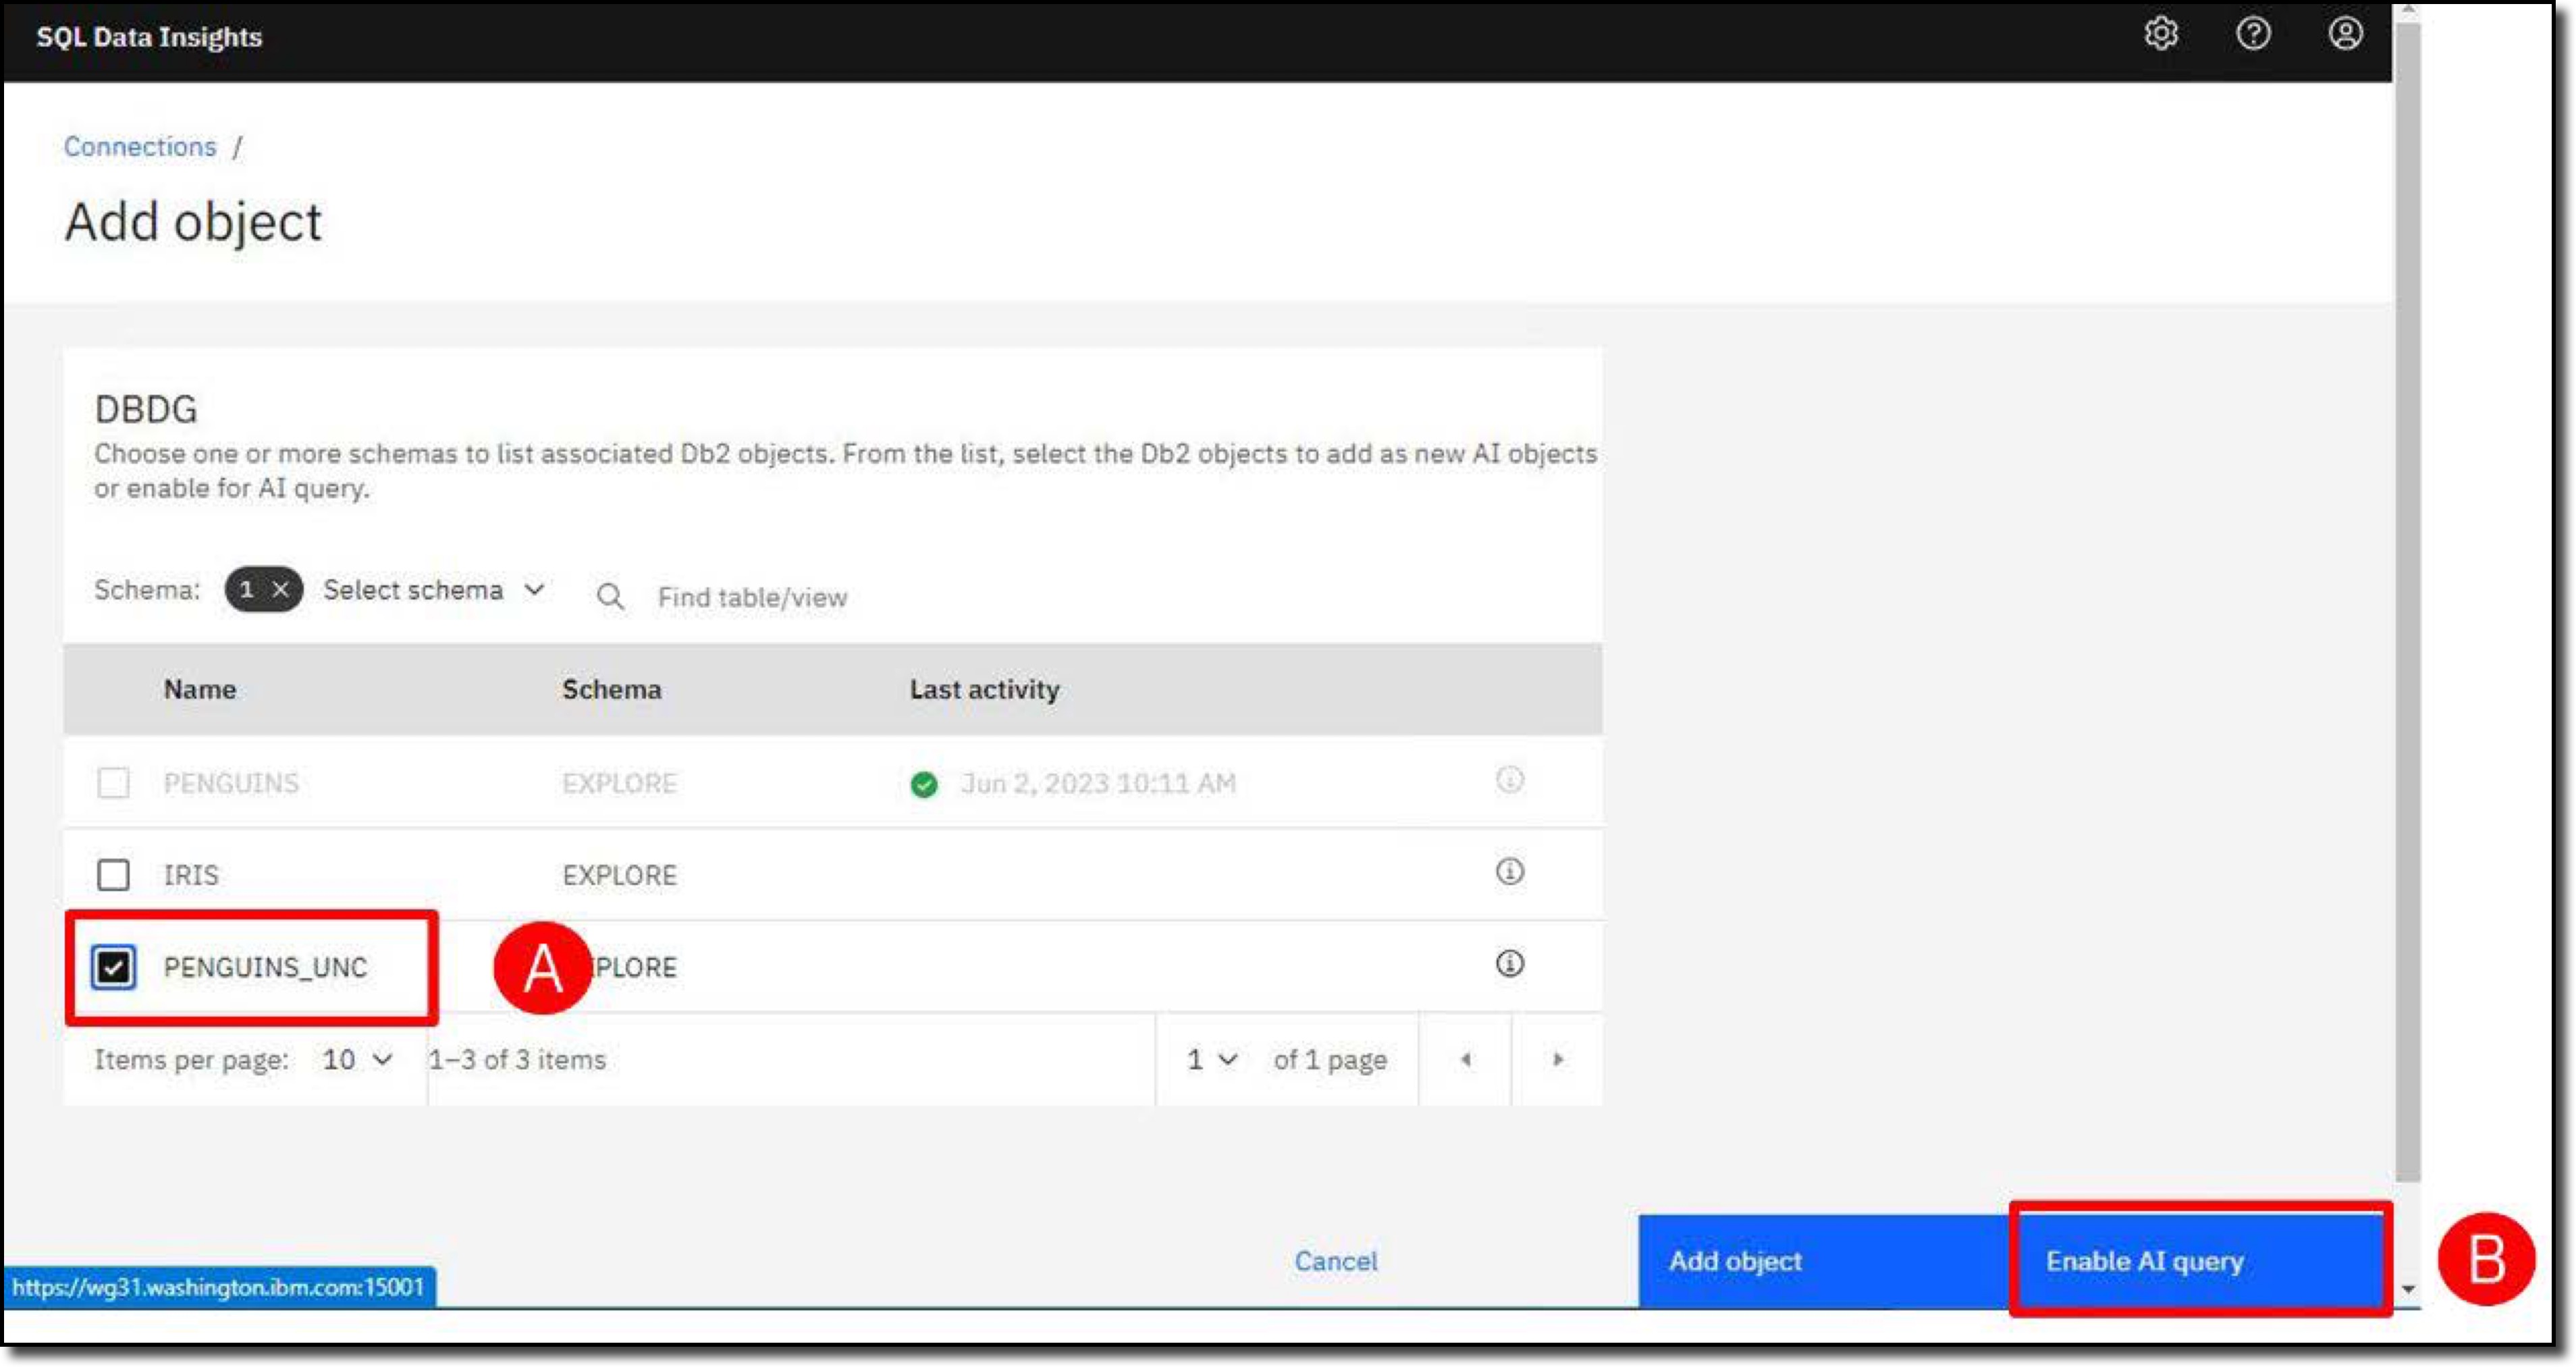 SQL Data Insights
Connections /
Add object
DBDG
Choose one or more schemas to list associated Db2 objects. From the list, select the Db2 objects to add as new AI objects
or enable for AI query.
Schema: 1 × Select schema Find table/view
Name Schema Last activity
PENGUINS EXPLORE Jun 2, 2023 10:11 AM
IRIS EXPLORE
PENGUINS_UNC A PLORE
Items per page: 10 1–3 of 3 items 1 of 1 page
Cancel Add object Enable AI query B
https://wg31.washington.ibm.com:15001